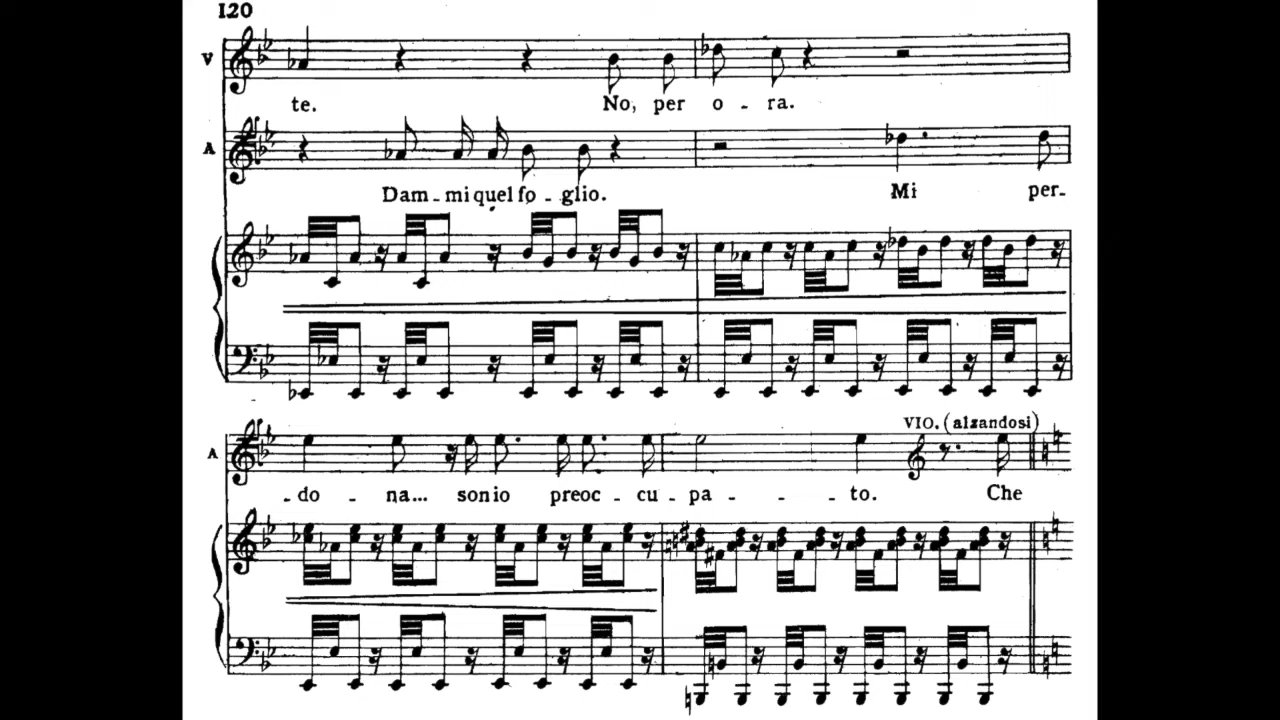 120
V
te. No, per o - ra.
A
Dam - mi quel fo - glio. Mi per-
VIO. (alzandosi)
A
- do - na... son io preoc - cu - pa - - to. Che